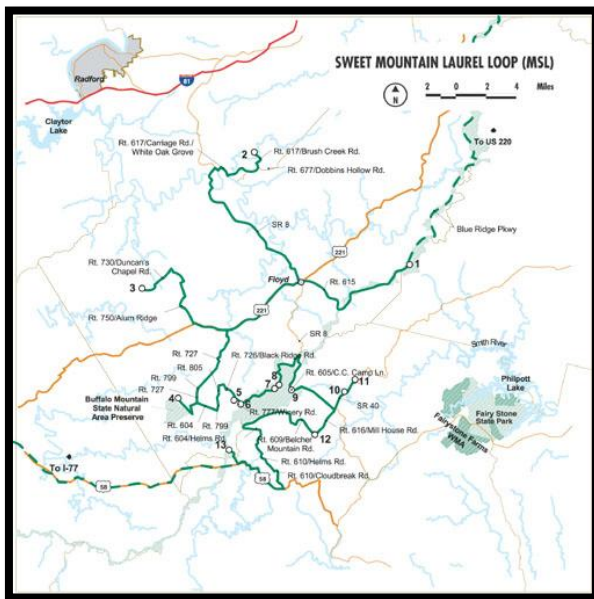 SWEET MOUNTAIN LAUREL LOOP (MSL)
N
2 0 2 4 Miles
Radford
81
Claytor
Lake
To US 220
Rt. 617/Carriage Rd./
White Oak Grove
2
Rt. 617/Brush Creek Rd.
Rt. 677/Dobbins Hollow Rd.
SR 8
221
Blue Ridge Pkwy
1
Rt. 730/Duncan's
Chapel Rd.
Floyd
Rt. 615
3
221
Rt. 750/Alum Ridge
SR 8
Smith River
Rt. 727
Rt. 726/Black Ridge Rd.
Rt. 805
Rt. 605/C.C. Camp Ln.
Philpott
Lake
Rt. 799
8
11
Rt. 727
7
10
4
5
9
Buffalo Mountain
State Natural
Area Preserve
6
SR 40
Fairy Stone
State Park
Rt. 777/Winery Rd.
Rt. 604
Rt. 799
Rt. 616/Mill House Rd.
Fairystone Farms
WMA
Rt. 604/Helms Rd.
Rt. 609/Belcher
Mountain Rd.
12
13
Rt. 610/Helms Rd.
To I-77
Rt. 610/Cloudbreak Rd.
58
58